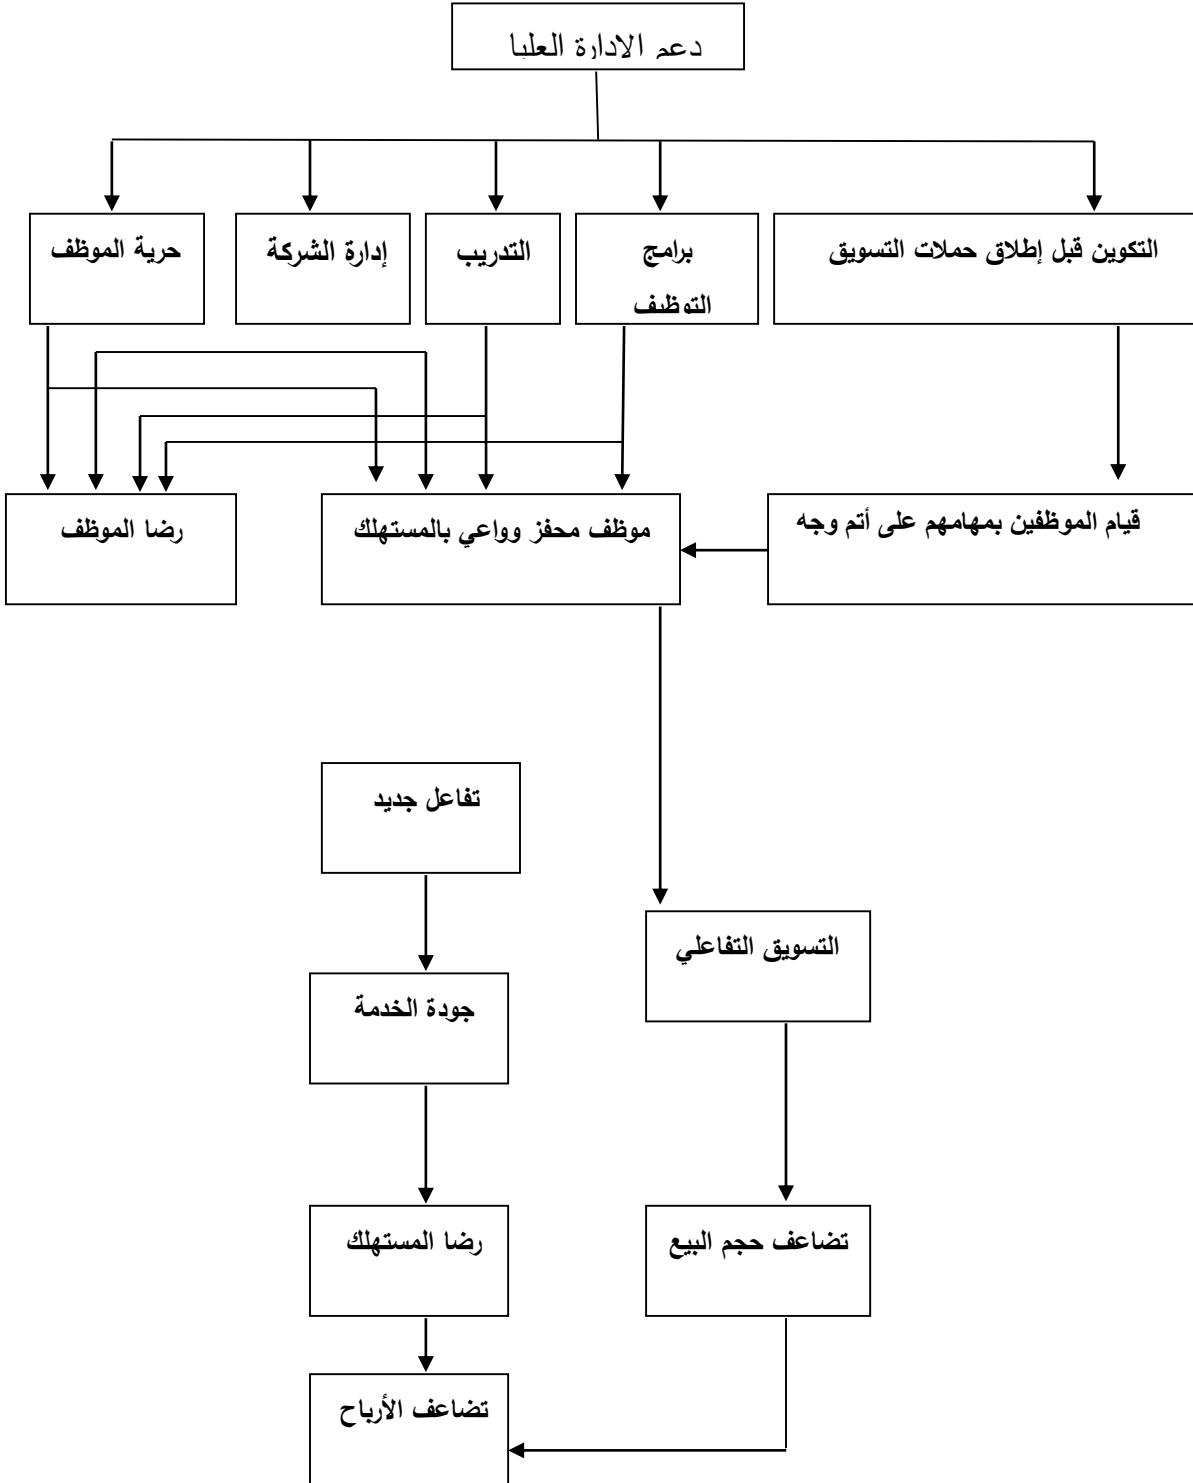 دعم الادارة العليا
التكوين قبل إطلاق حملات التسويق
برامج
التوظيف
التدريب
إدارة الشركة
حرية الموظف
قيام الموظفين بمهامهم على أتم وجه
موظف محفز وواعي بالمستهلك
رضا الموظف
تفاعل جديد
التسويق التفاعلي
جودة الخدمة
تضاعف حجم البيع
رضا المستهلك
تضاعف الأرباح